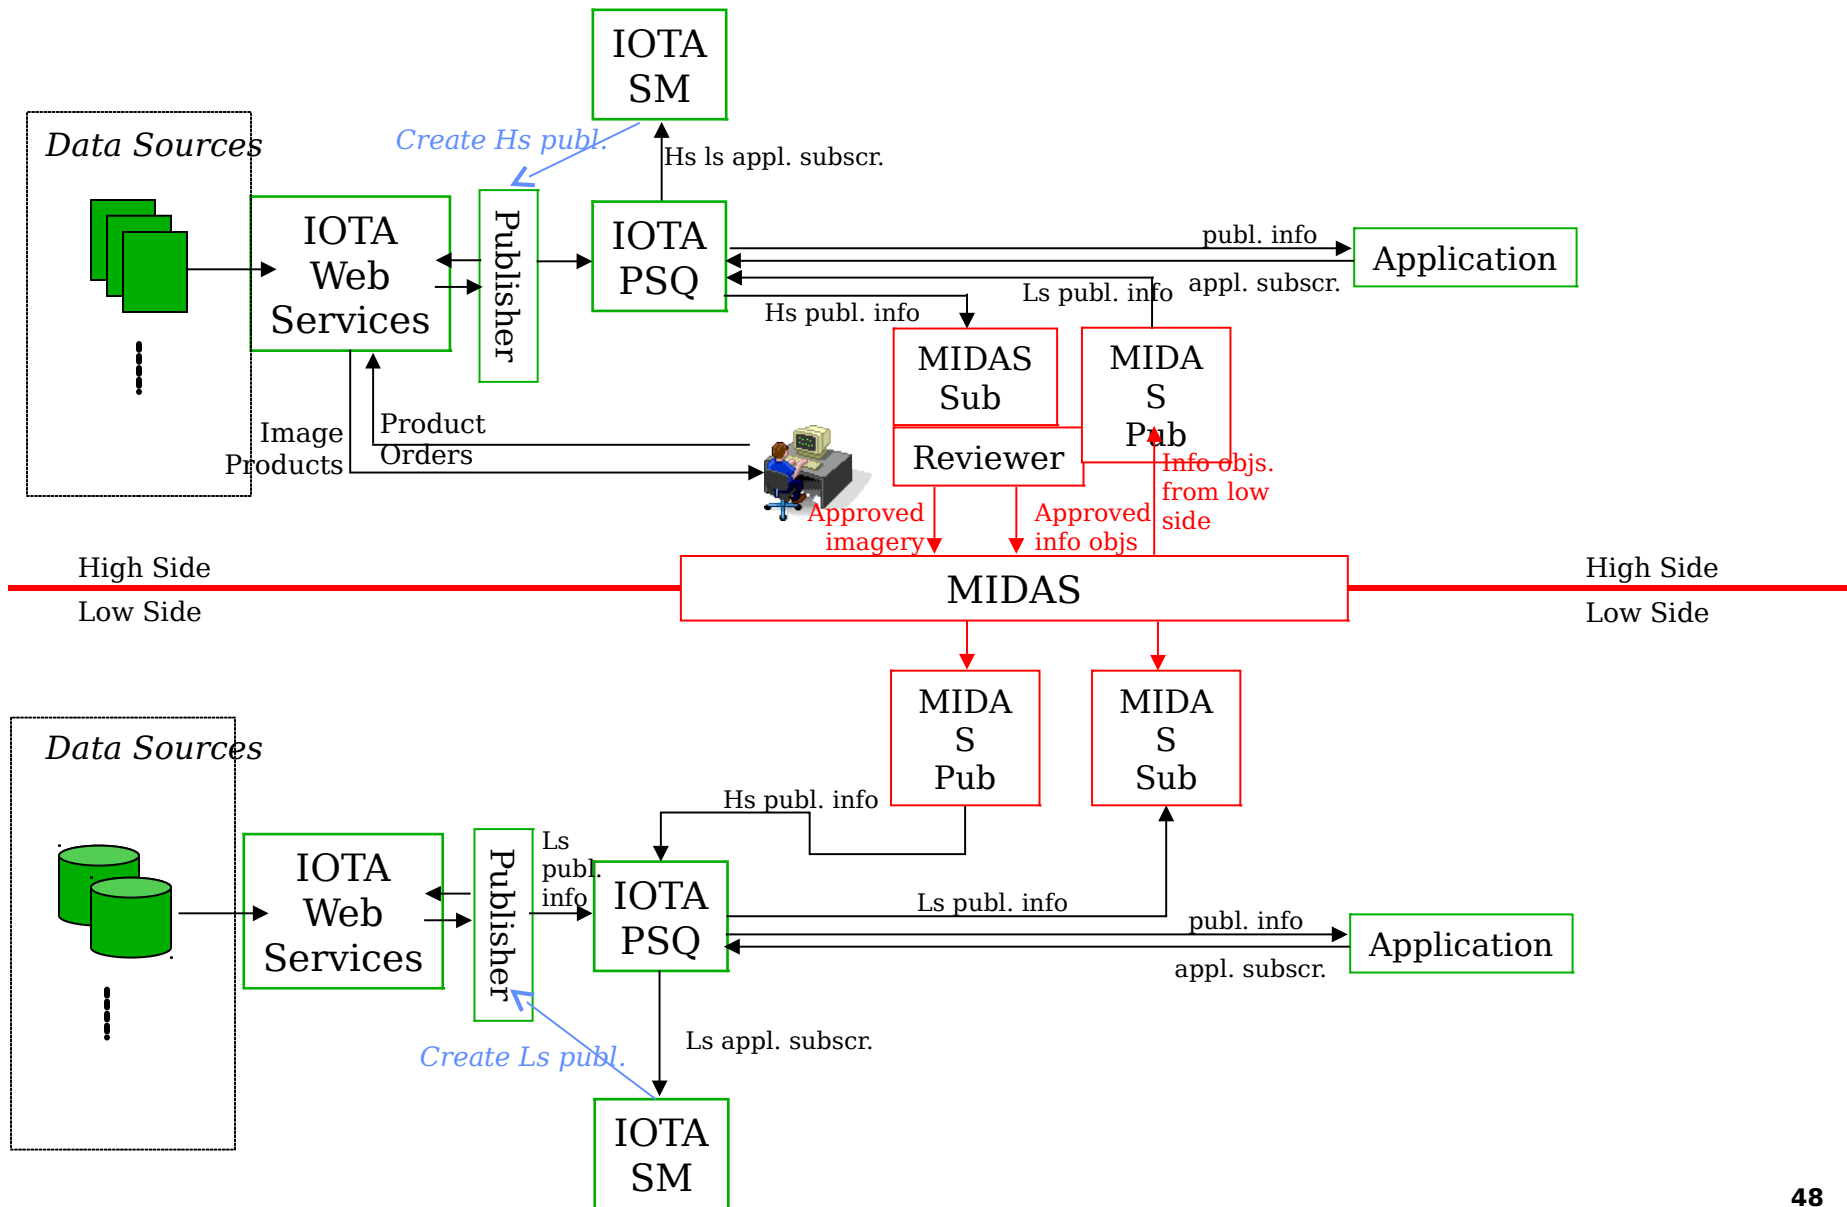 IOTA
SM
Data Sources
Create Hs publ.
Hs ls appl. subscr.
IOTA
Web
Services
Publisher
IOTA
PSQ
publ. info
Application
appl. subscr.
Ls publ. info
Hs publ. info
MIDAS
Sub
MIDA
S
Pub
Reviewer
Image
Products
Product
Orders
Info objs.
from low
side
Approved
imagery
Approved
info objs
High Side
Low Side
MIDAS
High Side
Low Side
MIDA
S
Pub
MIDA
S
Sub
Data Sources
Hs publ. info
IOTA
Web
Services
Publisher
Ls
publ.
info
IOTA
PSQ
Ls publ. info
publ. info
Application
appl. subscr.
Ls appl. subscr.
Create Ls publ.
IOTA
SM
48